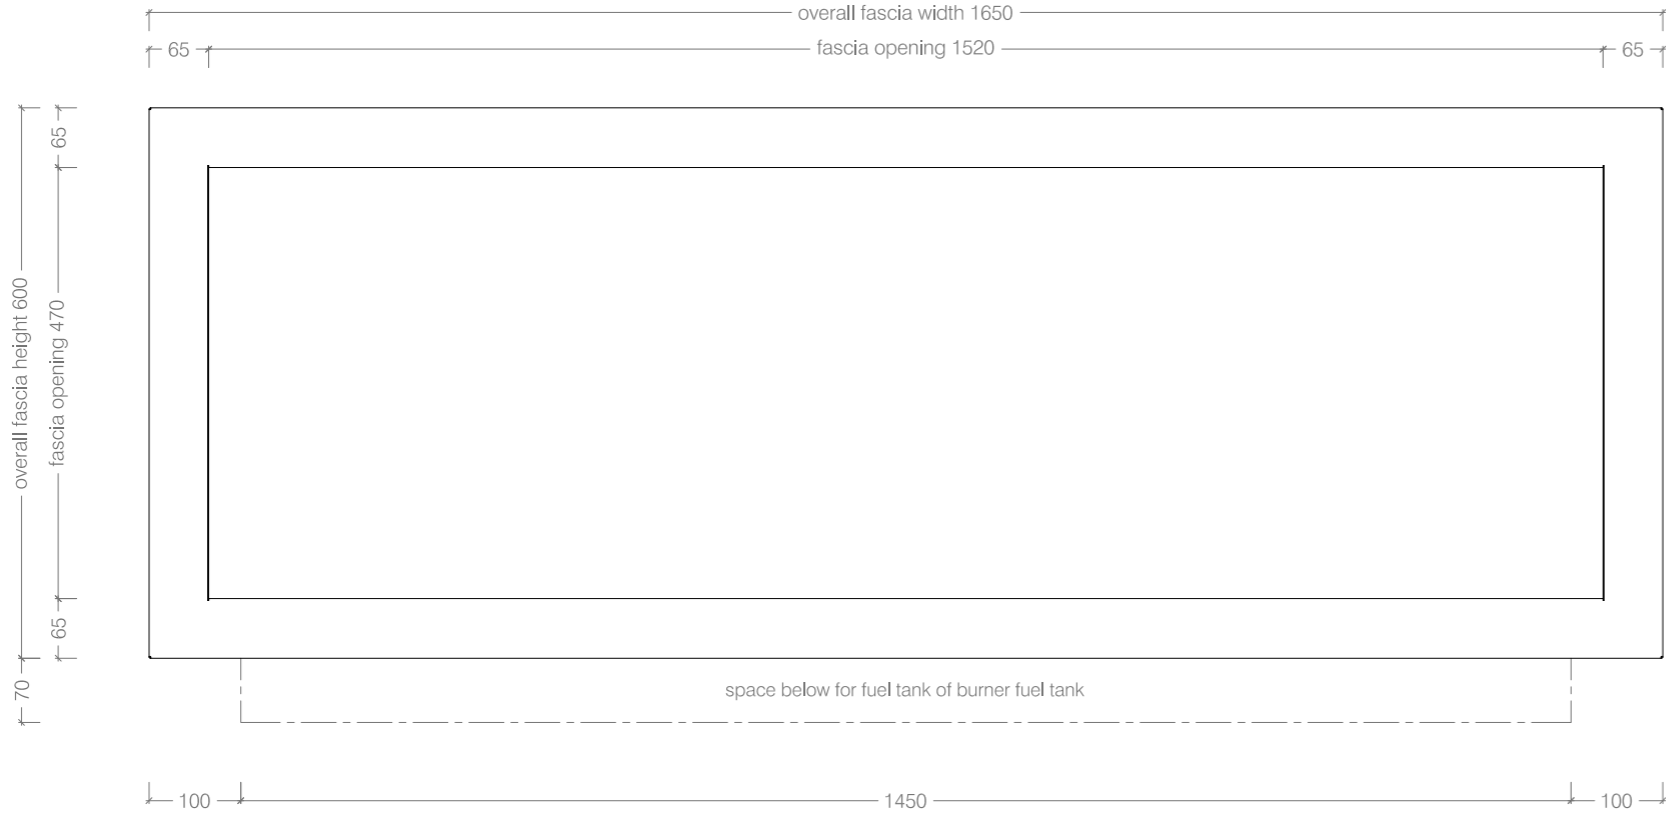 overall fascia width 1650
65
fascia opening 1520
65
65
fascia opening 470
65
overall fascia height 600
70
space below for fuel tank of burner fuel tank
100
1450
100